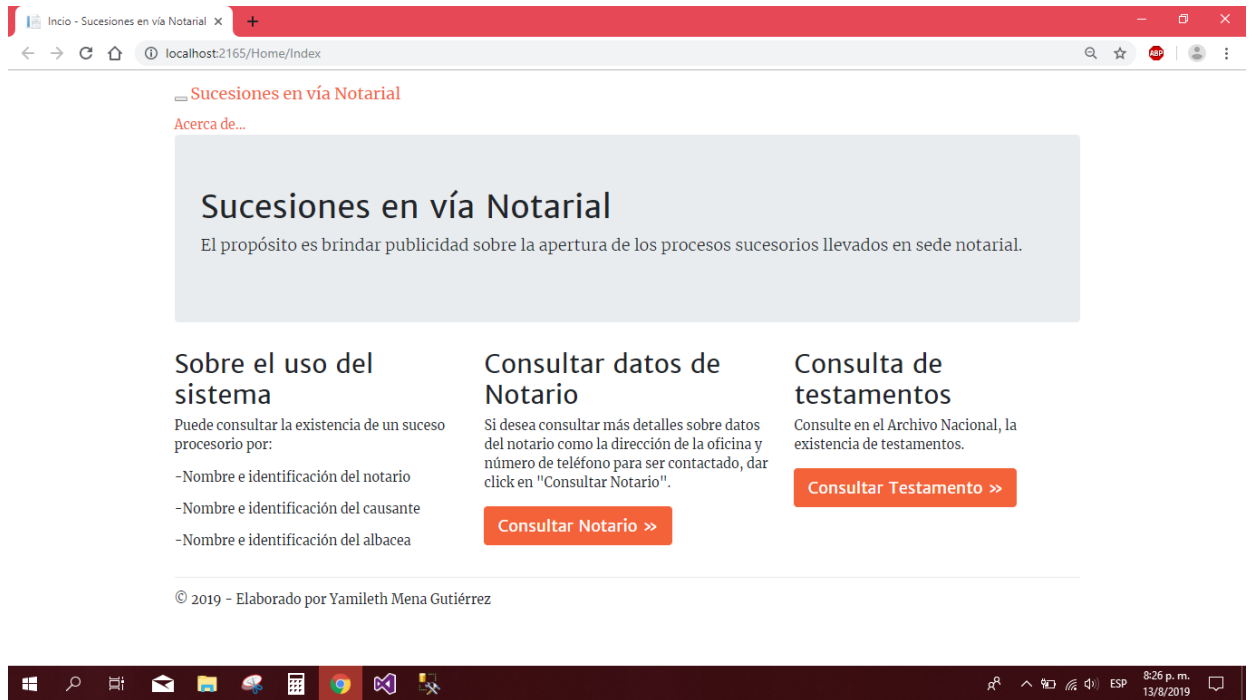 Incio - Sucesiones en vía Notarial
localhost:2165/Home/Index
ABP
Sucesiones en vía Notarial
Acerca de...
Sucesiones en vía Notarial
El propósito es brindar publicidad sobre la apertura de los procesos sucesorios llevados en sede notarial.
Sobre el uso del
sistema
Puede consultar la existencia de un suceso
procesorio por:
-Nombre e identificación del notario
-Nombre e identificación del causante
-Nombre e identificación del albacea
Consultar datos de
Notario
Si desea consultar más detalles sobre datos
del notario como la dirección de la oficina y
número de teléfono para ser contactado, dar
click en "Consultar Notario".
Consultar Notario »
Consulta de
testamentos
Consulte en el Archivo Nacional, la
existencia de testamentos.
Consultar Testamento »
© 2019 - Elaborado por Yamileth Mena Gutiérrez
ESP
8:26 p. m.
13/8/2019